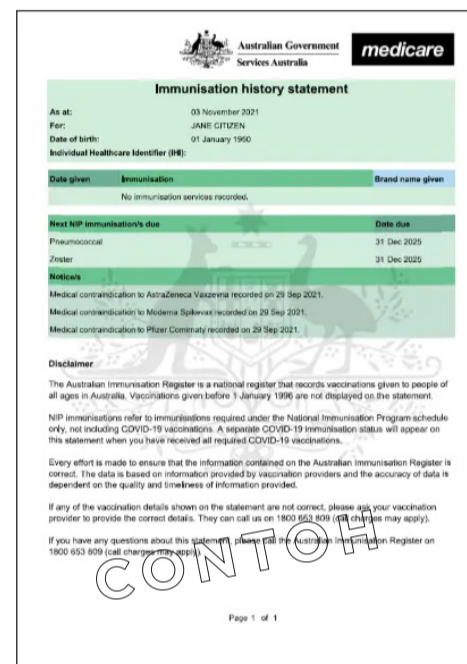 Australian Government
Services Australia
medicare
Immunisation history statement
As at: 03 November 2021
For: JANE CITIZEN
Date of birth: 01 January 1960
Individual Healthcare Identifier (IHI):
Date given Immunisation Brand name given
No immunisation services recorded.
Next NIP immunisation/s due Date due
Pneumococcal 31 Dec 2025
Zoster 31 Dec 2025
Notice/s
Medical contraindication to AstraZeneca Vaxzevria recorded on 29 Sep 2021.
Medical contraindication to Moderna Spikevax recorded on 29 Sep 2021.
Medical contraindication to Pfizer Comirnaty recorded on 29 Sep 2021.
Disclaimer
The Australian Immunisation Register is a national register that records vaccinations given to people of
all ages in Australia. Vaccinations given before 1 January 1996 are not displayed on the statement.
NIP immunisations refer to immunisations required under the National Immunisation Program schedule
only, not including COVID-19 vaccinations. A separate COVID-19 immunisation status will appear on
this statement when you have received all required COVID-19 vaccinations.
Every effort is made to ensure that the information contained on the Australian Immunisation Register is
correct. The data is based on information provided by vaccination providers and the accuracy of data is
dependent on the quality and timeliness of information provided.
If any of the vaccination details shown on the statement are not correct, please ask your vaccination
provider to provide the correct details. They can call us on 1800 653 809 (call charges may apply).
If you have any questions about this statement, please call the Australian Immunisation Register on
1800 653 809 (call charges may apply).
CONTOH
Page 1 of 1